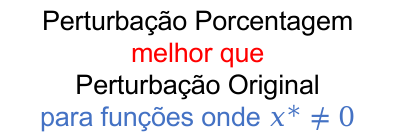 Perturbação Porcentagem
melhor que
Perturbação Original
para funções onde x* ≠ 0